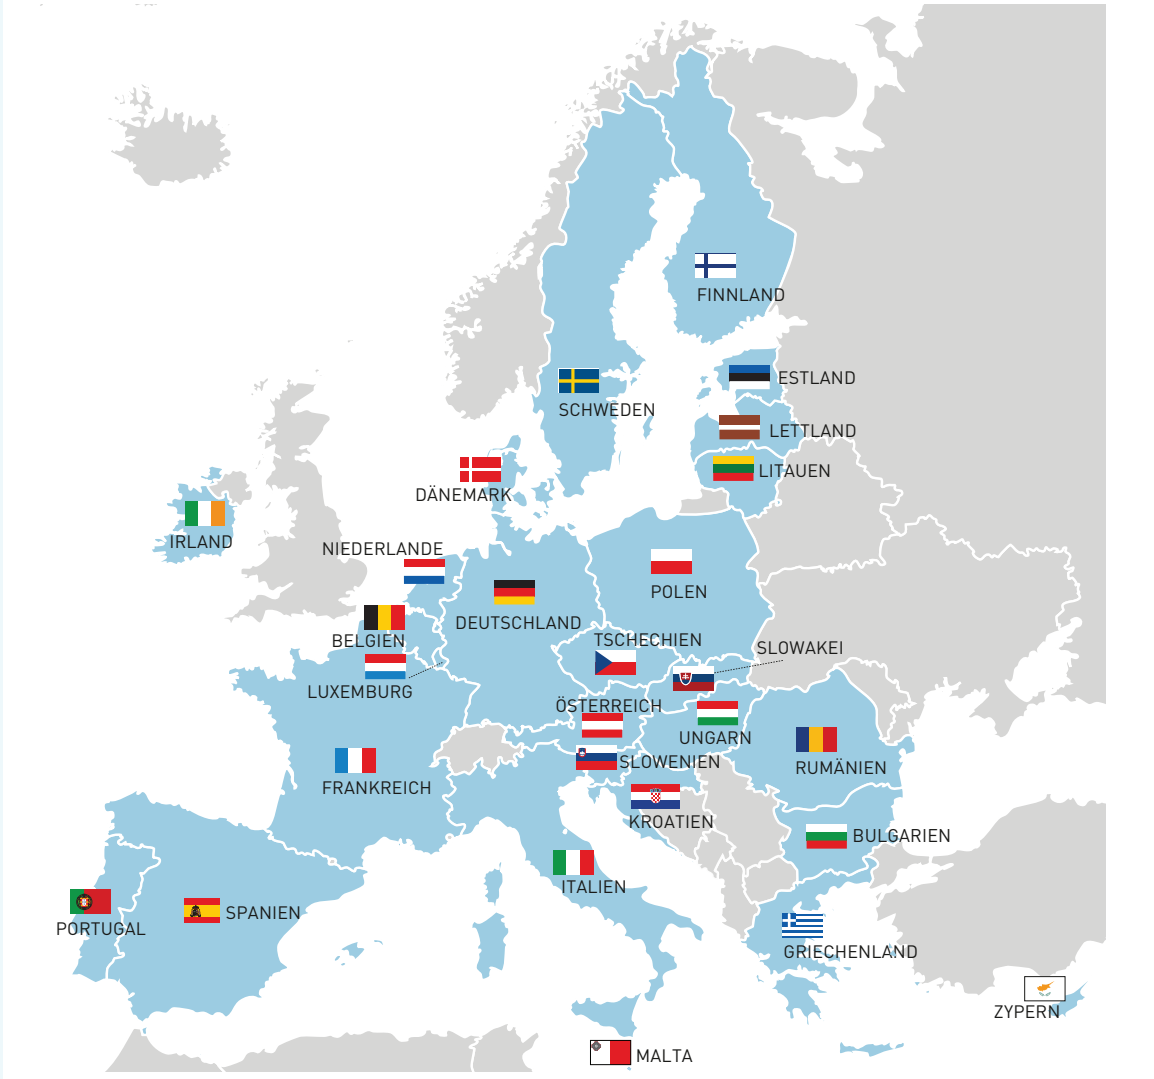 FINNLAND
ESTLAND
SCHWEDEN
LETTLAND
LITAUEN
DÄNEMARK
IRLAND
NIEDERLANDE
POLEN
DEUTSCHLAND
BELGIEN
TSCHECHIEN
SLOWAKEI
LUXEMBURG
ÖSTERREICH
UNGARN
SLOWENIEN
RUMÄNIEN
FRANKREICH
KROATIEN
BULGARIEN
ITALIEN
SPANIEN
PORTUGAL
GRIECHENLAND
ZYPERN
MALTA